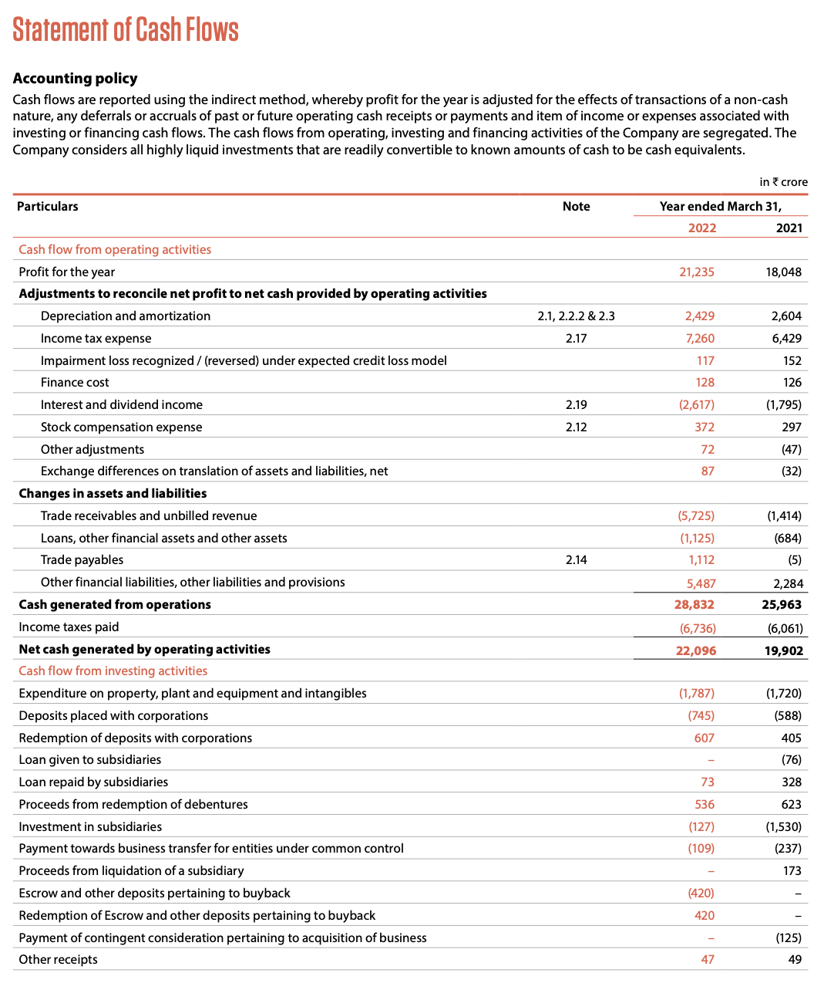 Statement of Cash Flows
Accounting policy
Cash flows are reported using the indirect method, whereby profit for the year is adjusted for the effects of transactions of a non-cash
nature, any deferrals or accruals of past or future operating cash receipts or payments and item of income or expenses associated with
investing or financing cash flows. The cash flows from operating, investing and financing activities of the Company are segregated. The
Company considers all highly liquid investments that are readily convertible to known amounts of cash to be cash equivalents.
in ₹ crore
Particulars Note Year ended March 31,
2022 2021
Cash flow from operating activities
Profit for the year 21,235 18,048
Adjustments to reconcile net profit to net cash provided by operating activities
Depreciation and amortization 2.1, 2.2.2 & 2.3 2,429 2,604
Income tax expense 2.17 7,260 6,429
Impairment loss recognized / (reversed) under expected credit loss model 117 152
Finance cost 128 126
Interest and dividend income 2.19 (2,617) (1,795)
Stock compensation expense 2.12 372 297
Other adjustments 72 (47)
Exchange differences on translation of assets and liabilities, net 87 (32)
Changes in assets and liabilities
Trade receivables and unbilled revenue (5,725) (1,414)
Loans, other financial assets and other assets (1,125) (684)
Trade payables 2.14 1,112 (5)
Other financial liabilities, other liabilities and provisions 5,487 2,284
Cash generated from operations 28,832 25,963
Income taxes paid (6,736) (6,061)
Net cash generated by operating activities 22,096 19,902
Cash flow from investing activities
Expenditure on property, plant and equipment and intangibles (1,787) (1,720)
Deposits placed with corporations (745) (588)
Redemption of deposits with corporations 607 405
Loan given to subsidiaries – (76)
Loan repaid by subsidiaries 73 328
Proceeds from redemption of debentures 536 623
Investment in subsidiaries (127) (1,530)
Payment towards business transfer for entities under common control (109) (237)
Proceeds from liquidation of a subsidiary – 173
Escrow and other deposits pertaining to buyback (420) –
Redemption of Escrow and other deposits pertaining to buyback 420 –
Payment of contingent consideration pertaining to acquisition of business – (125)
Other receipts 47 49